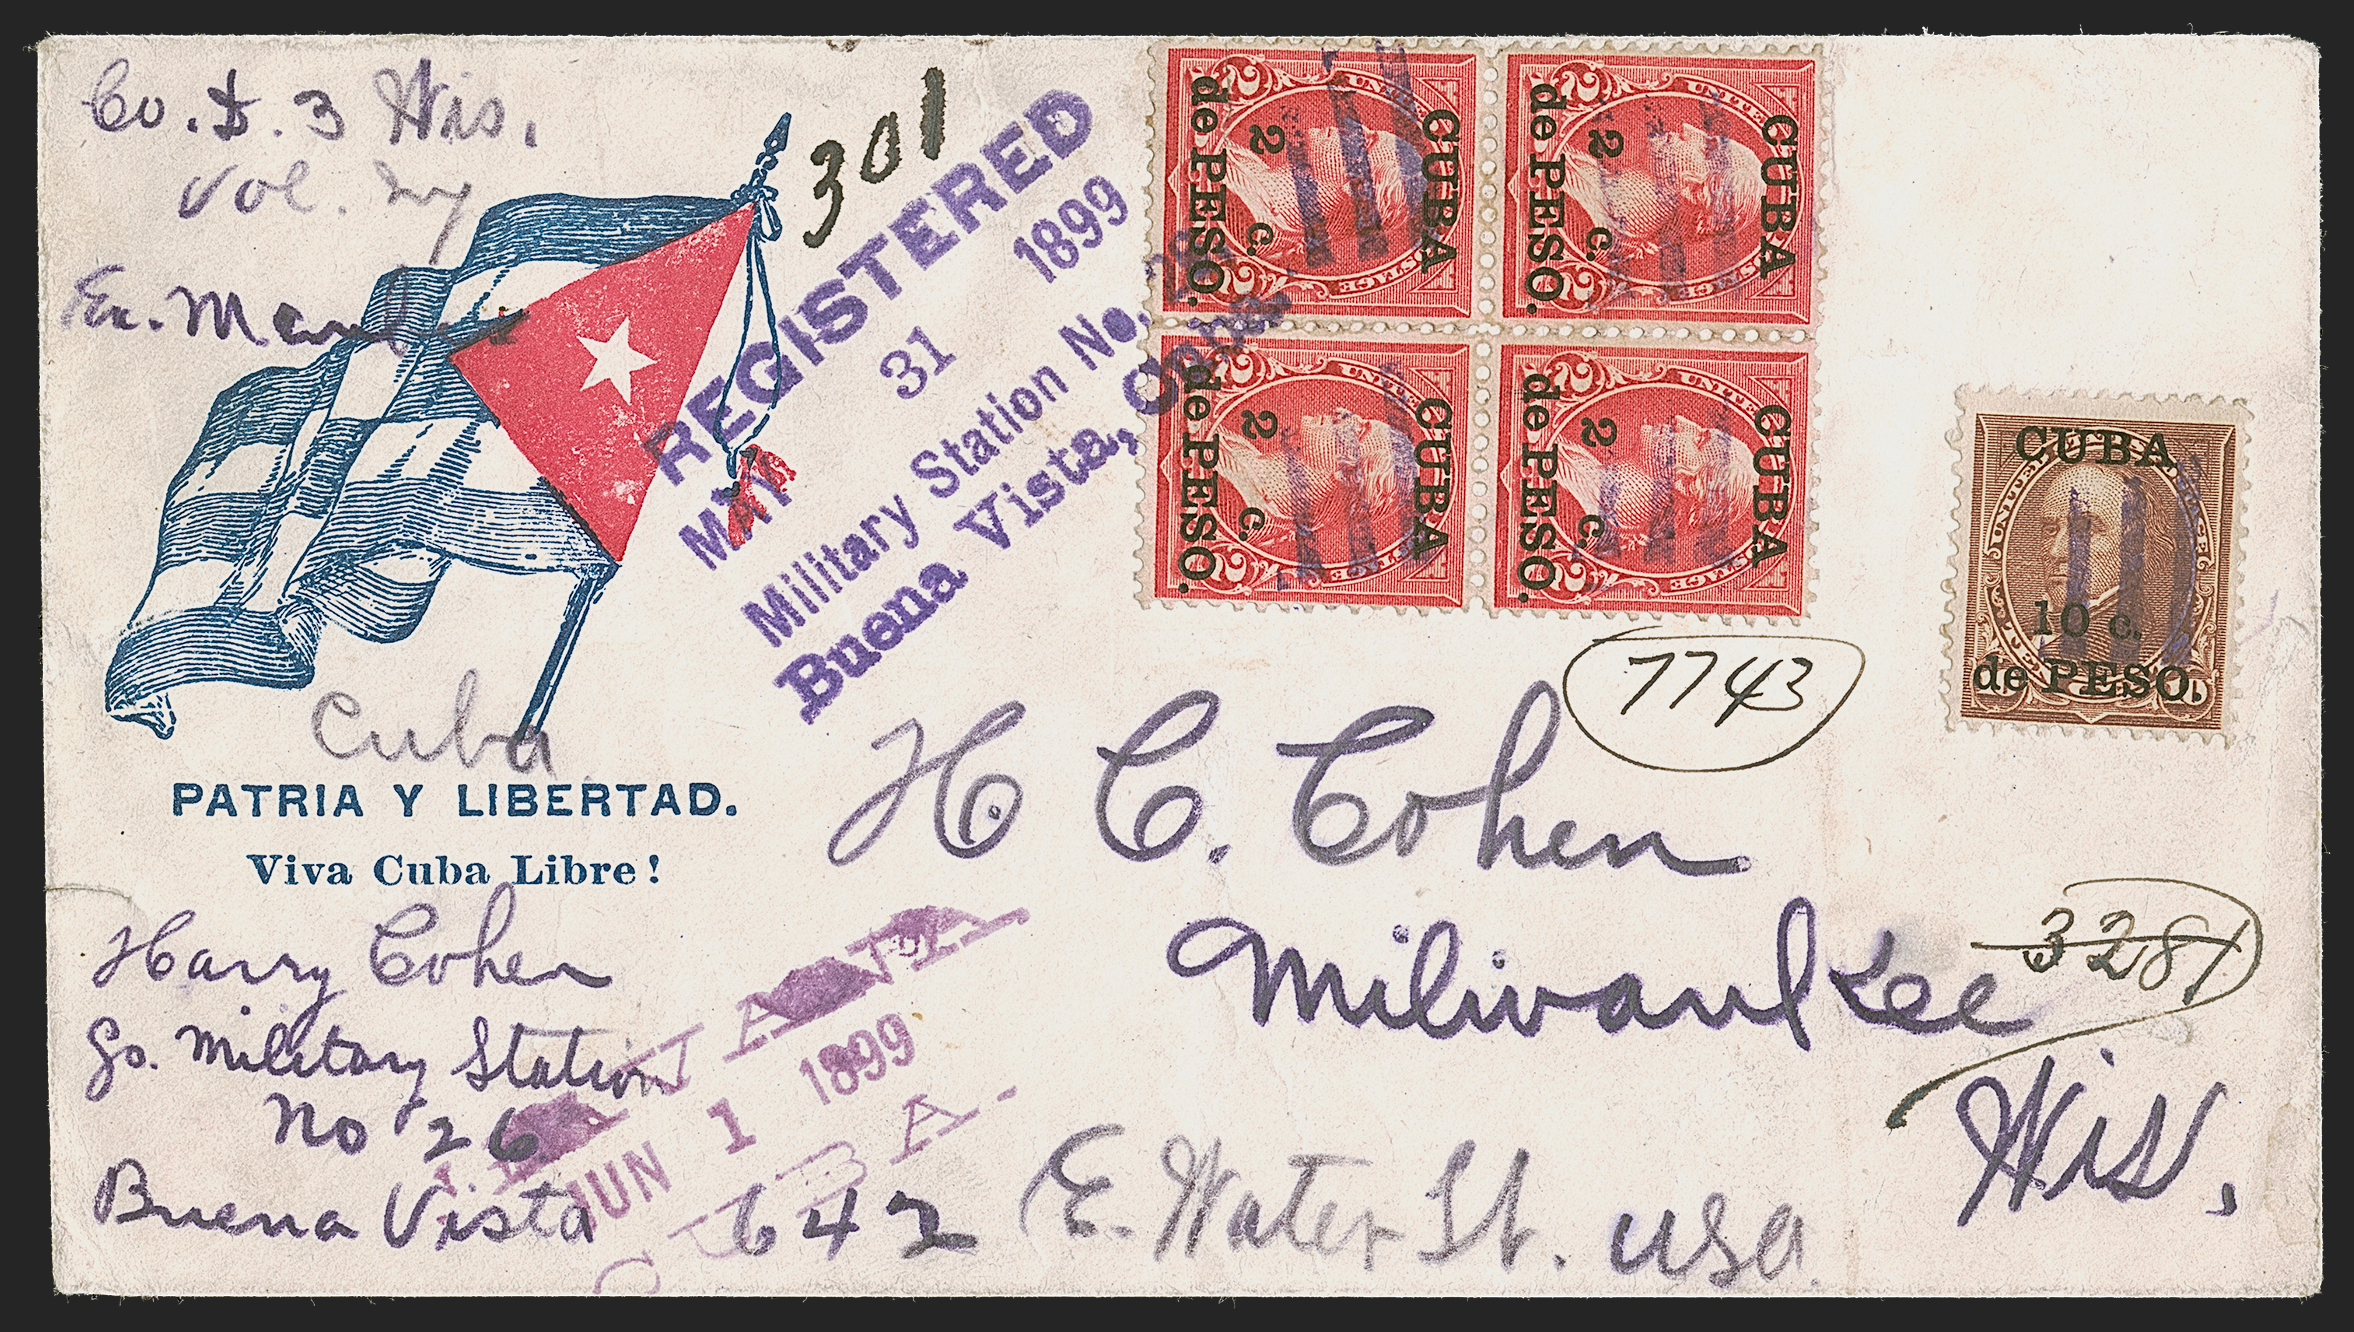 Co. D. 3 Wis.
Vol. Inf
En.
301
REGISTERED
MAY 31 1899
Military Station No.
Buena Vista,
CUBA
2 c.
de PESO.
CUBA
2 c.
de PESO.
CUBA
2 c.
de PESO.
CUBA
2 c.
de PESO.
CUBA
10 c.
de PESO.
7743
Cuba
PATRIA Y LIBERTAD.
Viva Cuba Libre!
H C. Cohen
Milwaukee
Wis.
642 E. Water St. USA.
3281
Harry Cohen
Military Station
No 26
Buena Vista
HAVANA
JUN 1 1899
CUBA.